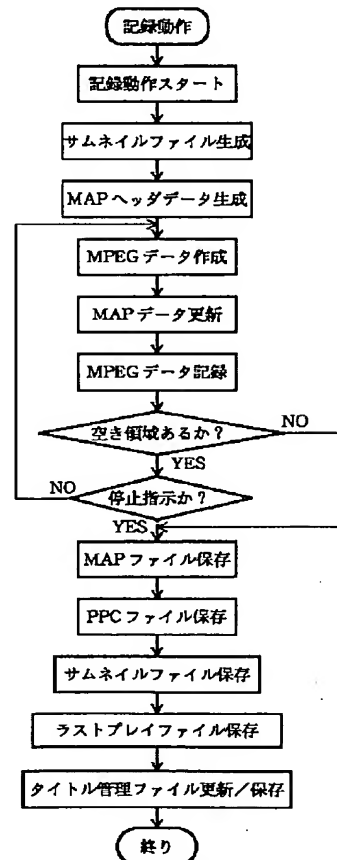 記録動作
記録動作スタート
サムネイルファイル生成
MAPヘッダデータ生成
MPEGデータ作成
MAPデータ更新
MPEGデータ記録
空き領域あるか？
NO
YES
NO
停止指示か？
YES
MAPファイル保存
PPCファイル保存
サムネイルファイル保存
ラストプレイファイル保存
タイトル管理ファイル更新／保存
終り